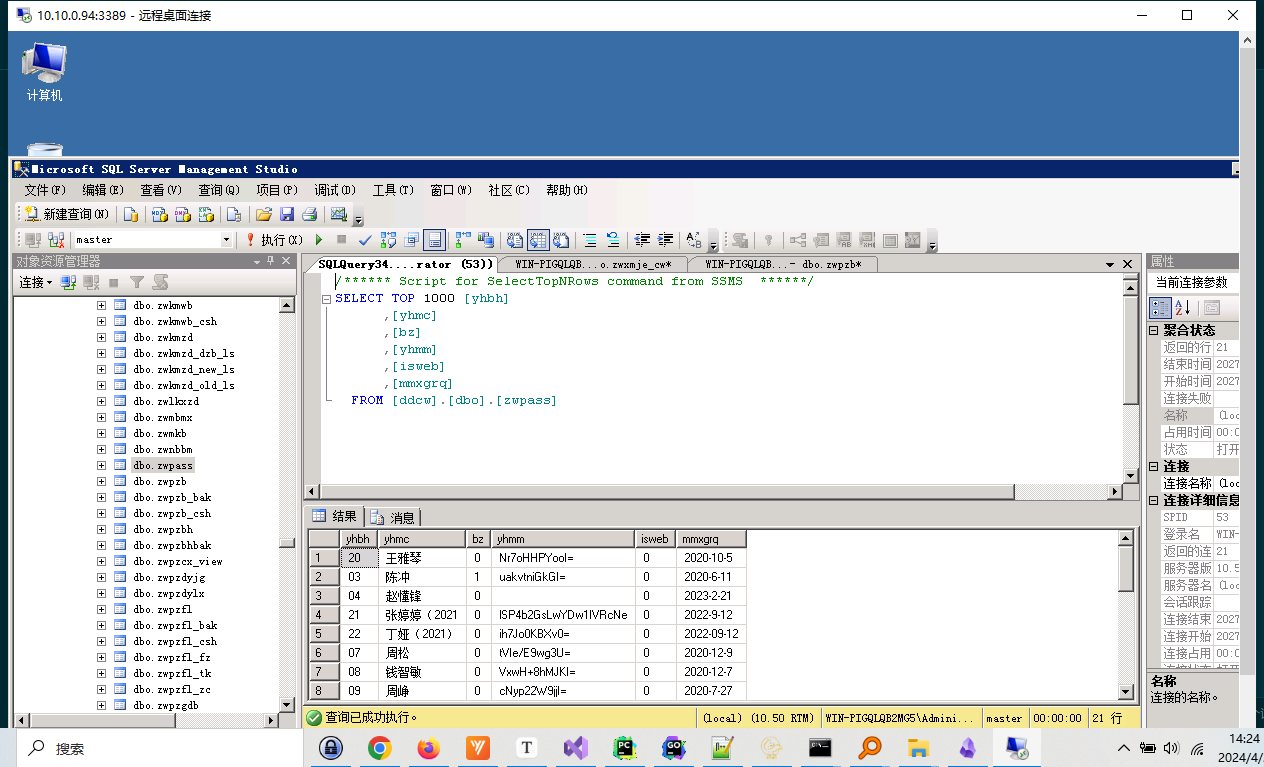 10.10.0.94:3389 - 远程桌面连接
计算机
Microsoft SQL Server Management Studio
文件(F) 编辑(E) 查看(V) 查询(Q) 项目(P) 调试(D) 工具(T) 窗口(W) 社区(C) 帮助(H)
新建查询(N)
master 执行(X)
对象资源管理器
连接
dbo.zwkmwb
dbo.zwkmwb_csh
dbo.zwkmzd
dbo.zwkmzd_dzb_ls
dbo.zwkmzd_new_ls
dbo.zwkmzd_old_ls
dbo.zwlkxzd
dbo.zwmbmx
dbo.zwmkb
dbo.zwnbbm
dbo.zwpass
dbo.zwpzb
dbo.zwpzb_bak
dbo.zwpzb_csh
dbo.zwpzbh
dbo.zwpzbhbak
dbo.zwpzcx_view
dbo.zwpzdyjg
dbo.zwpzdylx
dbo.zwpzfl
dbo.zwpzfl_bak
dbo.zwpzfl_csh
dbo.zwpzfl_fz
dbo.zwpzfl_tk
dbo.zwpzfl_zc
dbo.zwpzgdb
SQLQuery34....rator (53)) WIN-PIGQLQB...o.zwxmje_cw* WIN-PIGQLQB...- dbo.zwpzb*
/****** Script for SelectTopNRows command from SSMS ******/
SELECT TOP 1000 [yhbh]
,[yhmc]
,[bz]
,[yhmm]
,[isweb]
,[mmxgrq]
FROM [ddcw].[dbo].[zwpass]
结果 消息
yhbh yhmc bz yhmm isweb mmxgrq
1 20 王雅琴 0 Nr7oHHPYooI= 0 2020-10-5
2 03 陈冲 1 uakvtniGkGI= 0 2020-6-11
3 04 赵懂锋 0 0 2023-2-21
4 21 张婷婷（2021 0 ISP4b2GsLwYDw1IVRcNe 0 2022-9-12
5 22 丁娅（2021） 0 ih7Jo0KBXy0= 0 2022-09-12
6 07 周松 0 tVIe/E9wg3U= 0 2020-12-9
7 08 钱智敏 0 VxwH+8hMJKI= 0 2020-12-7
8 09 周峥 0 cNyp22W9jjI= 0 2020-7-27
查询已成功执行。 (local) (10.50 RTM) WIN-PIGQLQB2MG5\Admini... master 00:00:00 21 行
属性
当前连接参数
聚合状态
返回的行 21
结束时间 2027
开始时间 2027
连接失败
名称 (loc
占用时间 00:0
状态 打开
连接
连接名称 (loc
连接详细信息
SPID 53
登录名 WIN-
返回的连 21
服务器版 10.5
服务器名 (loc
会话跟踪
连接结束 2027
连接开始 2027
连接占用 00:0
名称
连接的名称。
搜索
14:24
2024/4/